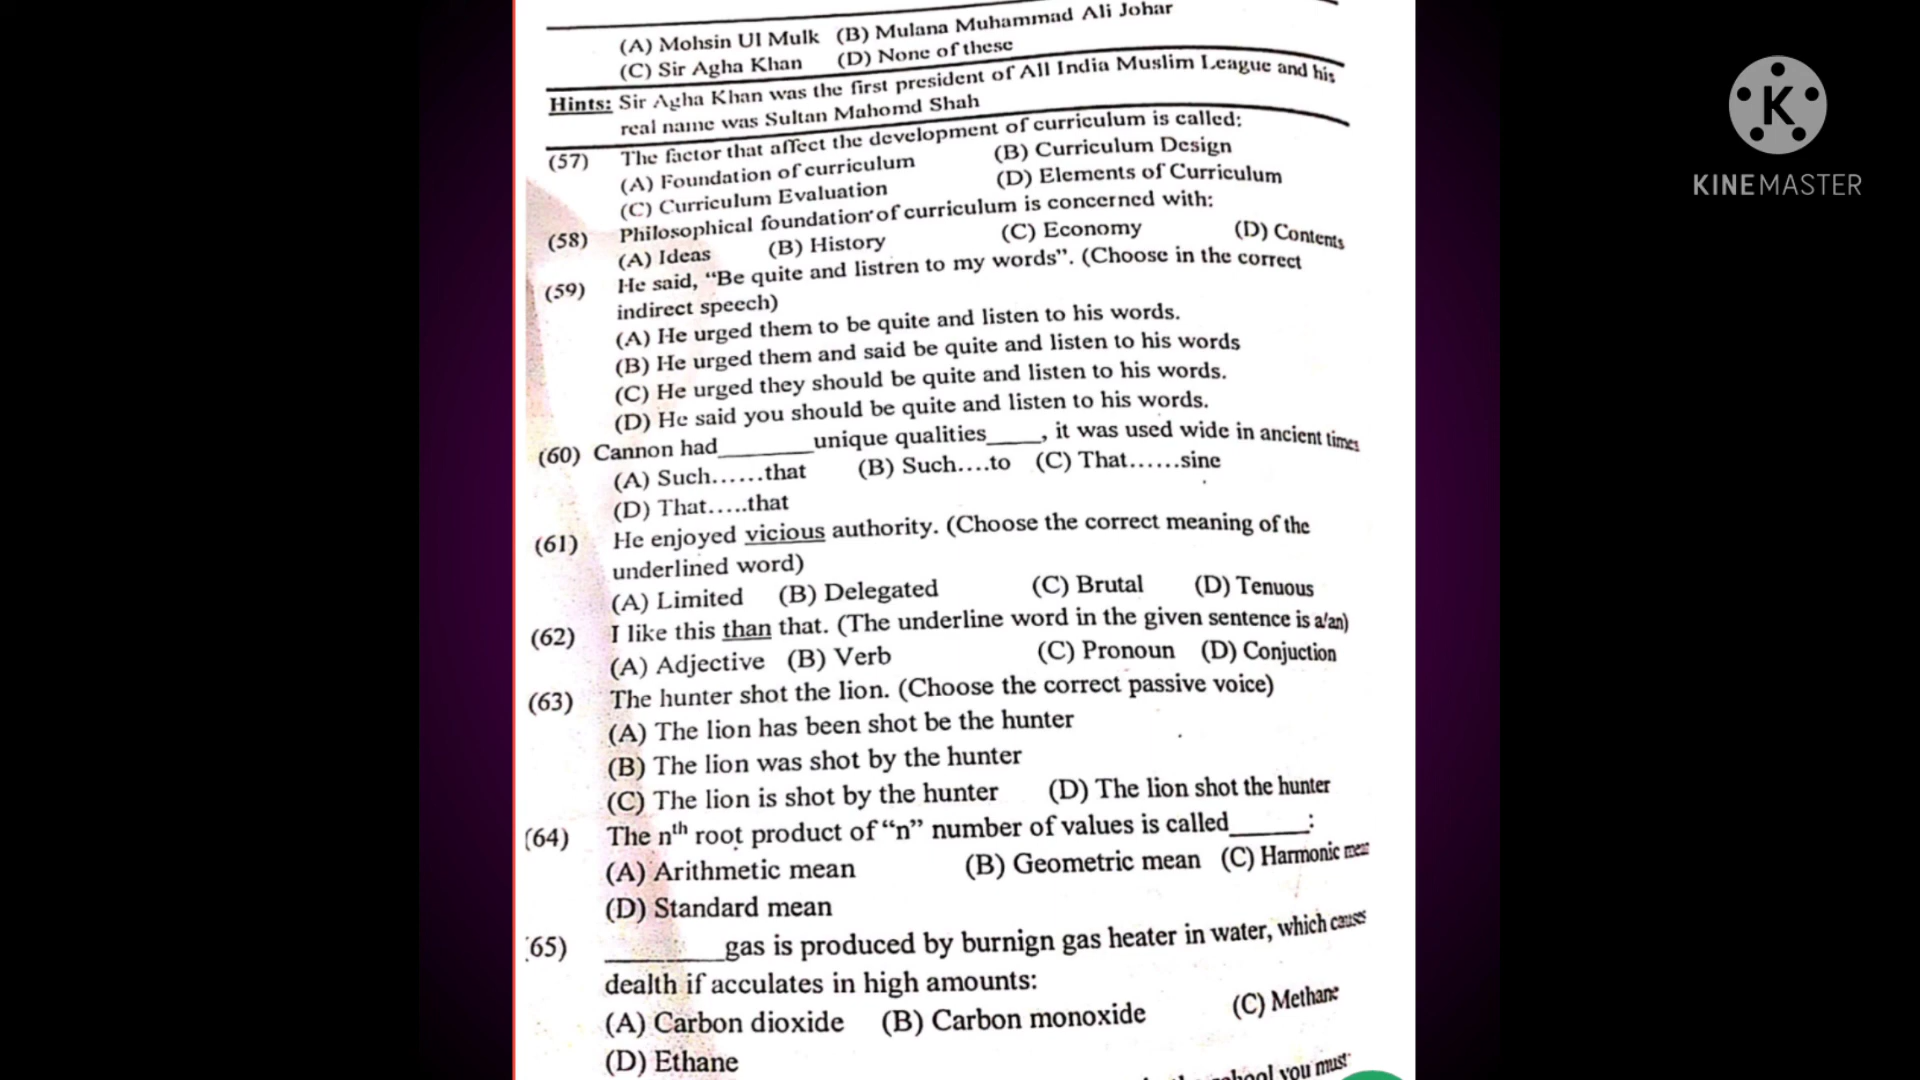 (A) Mohsin Ul Mulk (B) Mulana Muhammad Ali Johar
(C) Sir Agha Khan (D) None of these
Hints: Sir Agha Khan was the first president of All India Muslim League and his
real name was Sultan Mahomd Shah
(57) The factor that affect the development of curriculum is called:
(A) Foundation of curriculum (B) Curriculum Design
(C) Curriculum Evaluation (D) Elements of Curriculum
(58) Philosophical foundation of curriculum is concerned with:
(A) Ideas (B) History (C) Economy (D) Contents
(59) He said, “Be quite and listren to my words”. (Choose in the correct
indirect speech)
(A) He urged them to be quite and listen to his words.
(B) He urged them and said be quite and listen to his words
(C) He urged they should be quite and listen to his words.
(D) He said you should be quite and listen to his words.
(60) Cannon had________unique qualities____, it was used wide in ancient times
(A) Such......that (B) Such....to (C) That......sine
(D) That.....that
(61) He enjoyed vicious authority. (Choose the correct meaning of the
underlined word)
(A) Limited (B) Delegated (C) Brutal (D) Tenuous
(62) I like this than that. (The underline word in the given sentence is a/an)
(A) Adjective (B) Verb (C) Pronoun (D) Conjuction
(63) The hunter shot the lion. (Choose the correct passive voice)
(A) The lion has been shot be the hunter
(B) The lion was shot by the hunter
(C) The lion is shot by the hunter (D) The lion shot the hunter
(64) The nth root product of “n” number of values is called______:
(A) Arithmetic mean (B) Geometric mean (C) Harmonic mean
(D) Standard mean
65) _________gas is produced by burnign gas heater in water, which causes
dealth if acculates in high amounts:
(A) Carbon dioxide (B) Carbon monoxide (C) Methane
(D) Ethane
school you must
K
KINEMASTER